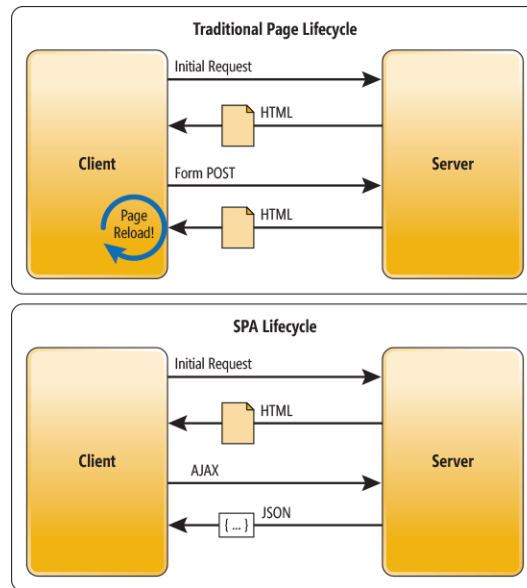 Traditional Page Lifecycle
Initial Request
HTML
Client
Server
Form POST
Page
Reload!
HTML
SPA Lifecycle
Initial Request
HTML
Client
Server
AJAX
JSON
{ ... }